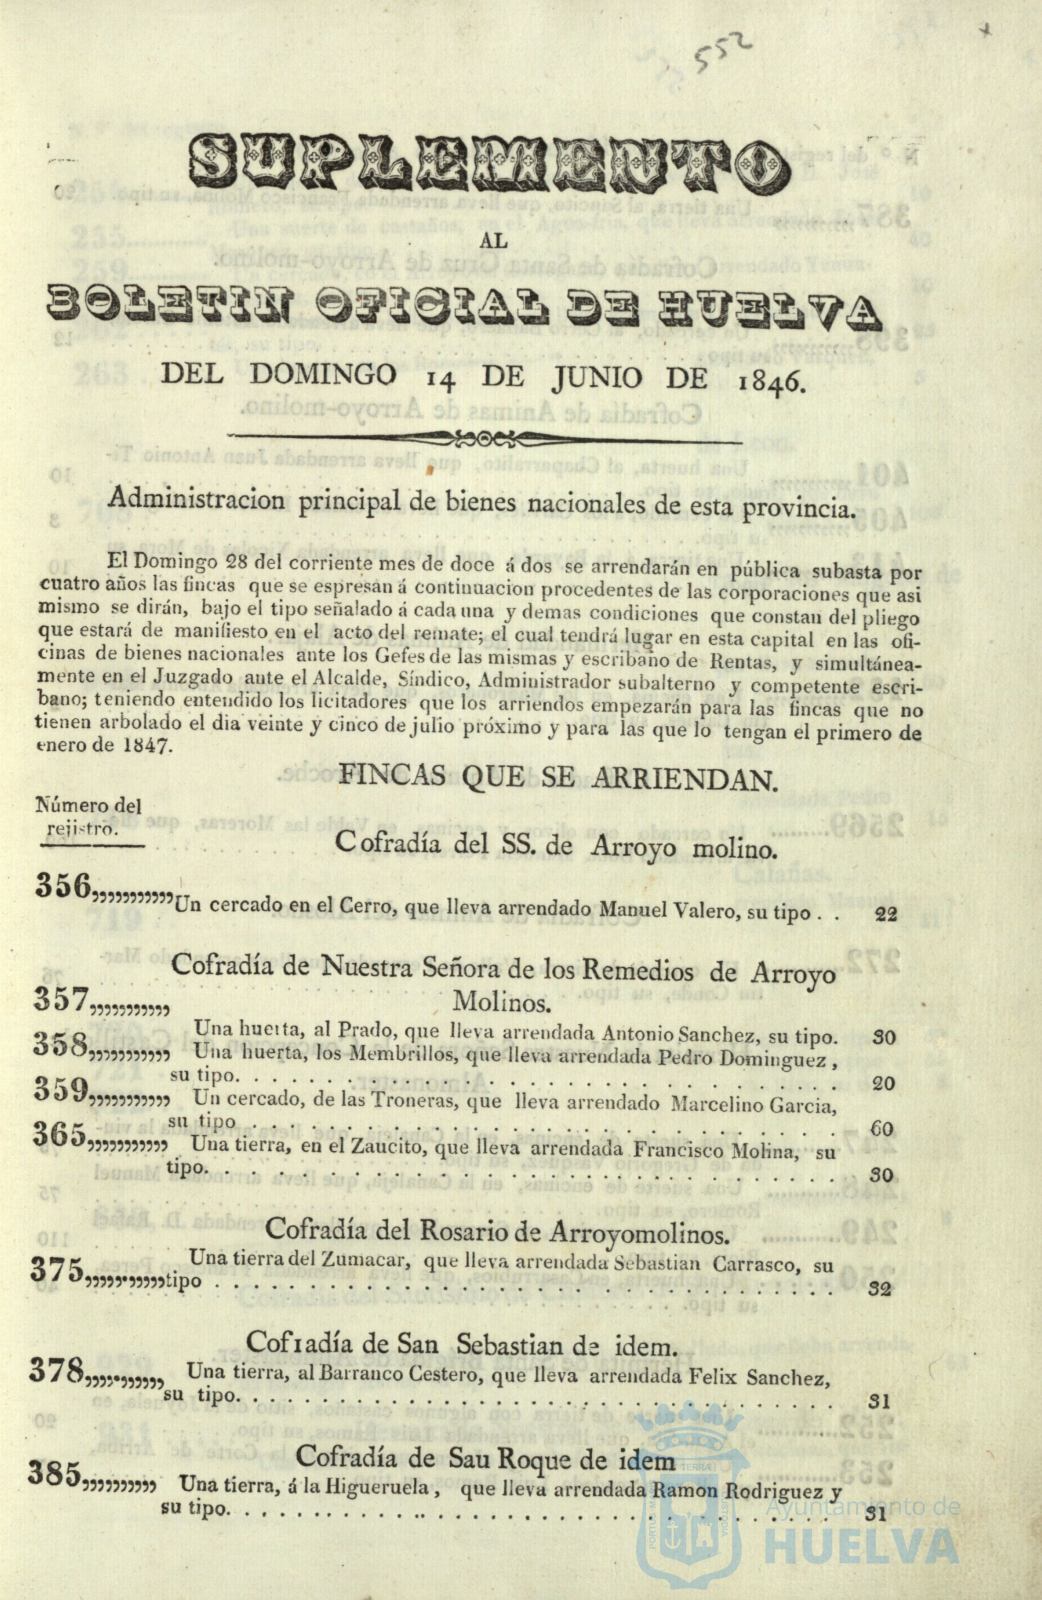 552
SUPLEMENTO
AL
BOLETIN OFICIAL DE HUELVA
DEL DOMINGO 14 DE JUNIO DE 1846.
Administracion principal de bienes nacionales de esta provincia.
El Domingo 28 del corriente mes de doce á dos se arrendarán en pública subasta por
cuatro años las fincas que se espresan á continuacion procedentes de las corporaciones que asi
mismo se dirán, bajo el tipo señalado á cada una y demas condiciones que constan del pliego
que estará de manifiesto en el acto del remate; el cual tendrá lugar en esta capital en las ofi-
cinas de bienes nacionales ante los Gefes de las mismas y escribano de Rentas, y simultánea-
mente en el Juzgado ante el Alcalde, Síndico, Administrador subalterno y competente escri-
bano; teniendo entendido los licitadores que los arriendos empezarán para las fincas que no
tienen arbolado el dia veinte y cinco de julio próximo y para las que lo tengan el primero de
enero de 1847.
FINCAS QUE SE ARRIENDAN.
Número del
rejistro.
Cofradía del SS. de Arroyo molino.
356,,,,,,,,,,,Un cercado en el Cerro, que lleva arrendado Manuel Valero, su tipo . . 22
Cofradía de Nuestra Señora de los Remedios de Arroyo
Molinos.
357,,,,,,,,,,, Una huerta, al Prado, que lleva arrendada Antonio Sanchez, su tipo. 30
358,,,,,,,,,,, Una huerta, los Membrillos, que lleva arrendada Pedro Dominguez,
su tipo. . . . . . . . . . . . . . . . . . . . . . . . 20
359,,,,,,,,,,, Un cercado, de las Troneras, que lleva arrendado Marcelino Garcia,
su tipo . . . . . . . . . . . . . . . . . . . . . . . . 60
365,,,,,,,,,,, Una tierra, en el Zaucito, que lleva arrendada Francisco Molina, su
tipo. . . . . . . . . . . . . . . . . . . . . . . . . . 30
Cofradía del Rosario de Arroyomolinos.
375,,,,,,,,,,, Una tierra del Zumacar, que lleva arrendada Sebastian Carrasco, su
tipo . . . . . . . . . . . . . . . . . . . . . . . . . . 32
Cofradía de San Sebastian de idem.
378,,,,,,,,,,, Una tierra, al Barranco Cestero, que lleva arrendada Felix Sanchez,
su tipo. . . . . . . . . . . . . . . . . . . . . . . . 31
Cofradía de Sau Roque de idem
385,,,,,,,,,, Una tierra, á la Higueruela, que lleva arrendada Ramon Rodriguez y
su tipo. . . . . . . . . . . . . . . . . . . . . . . . 31
Ayuntamiento de
HUELVA